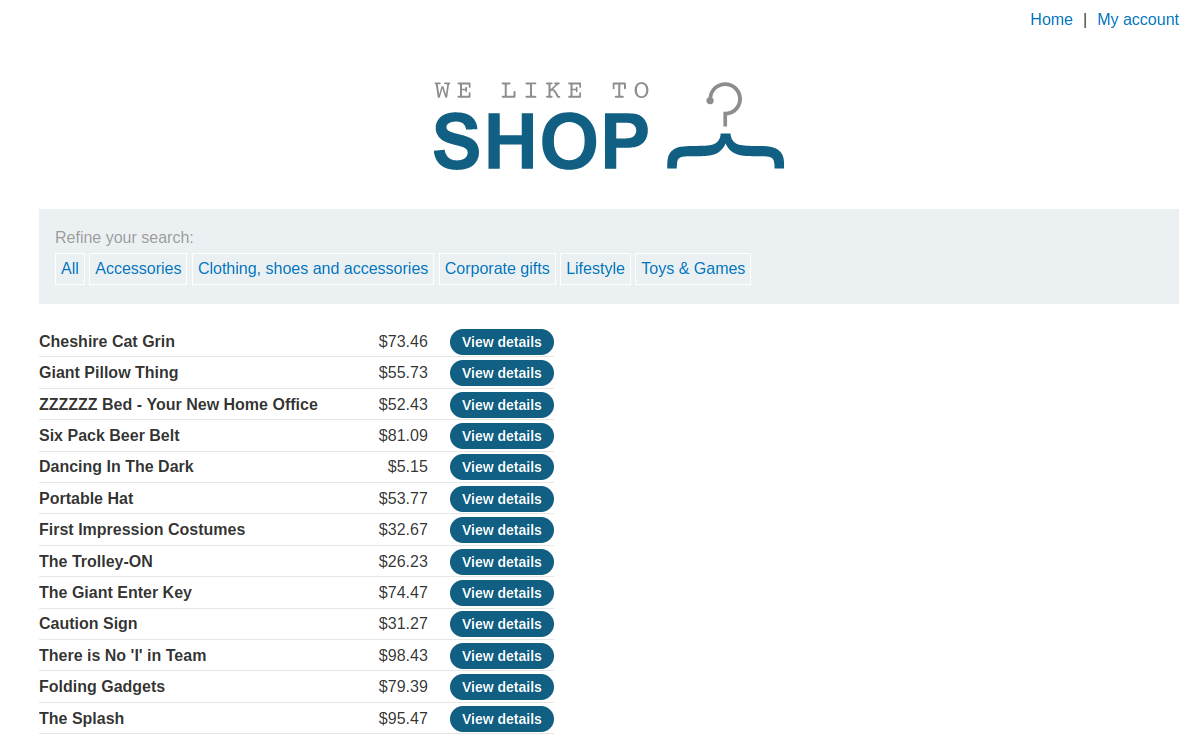 Home | My account
WE LIKE TO
SHOP
Refine your search:
All Accessories Clothing, shoes and accessories Corporate gifts Lifestyle Toys & Games
Cheshire Cat Grin $73.46 View details
Giant Pillow Thing $55.73 View details
ZZZZZZ Bed - Your New Home Office $52.43 View details
Six Pack Beer Belt $81.09 View details
Dancing In The Dark $5.15 View details
Portable Hat $53.77 View details
First Impression Costumes $32.67 View details
The Trolley-ON $26.23 View details
The Giant Enter Key $74.47 View details
Caution Sign $31.27 View details
There is No 'I' in Team $98.43 View details
Folding Gadgets $79.39 View details
The Splash $95.47 View details